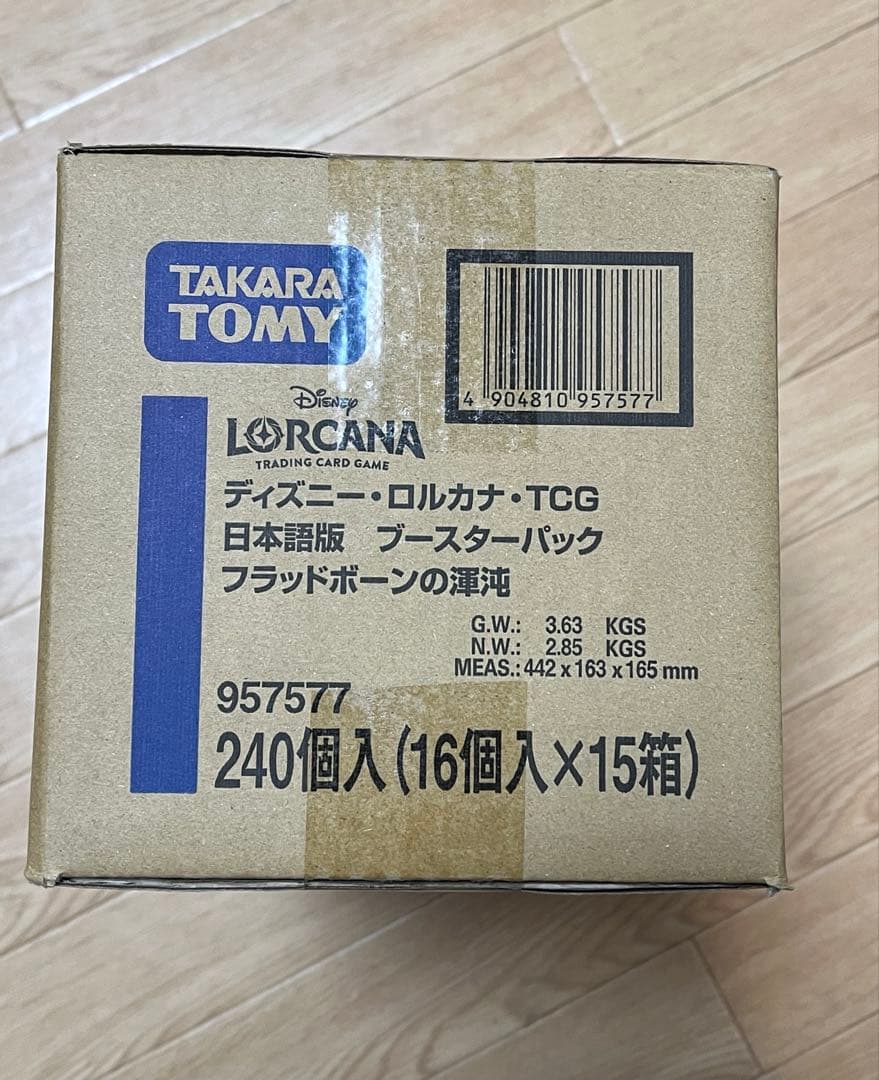 TAKARA
TOMY
4 904810 957577
Disney
LORCANA
TRADING CARD GAME
ディズニー・ロルカナ・TCG
日本語版 ブースターパック
フラッドボーンの渾沌
G.W.: 3.63 KGS
N.W.: 2.85 KGS
MEAS.: 442 x 163 x 165 mm
957577
240個入(16個入×15箱)